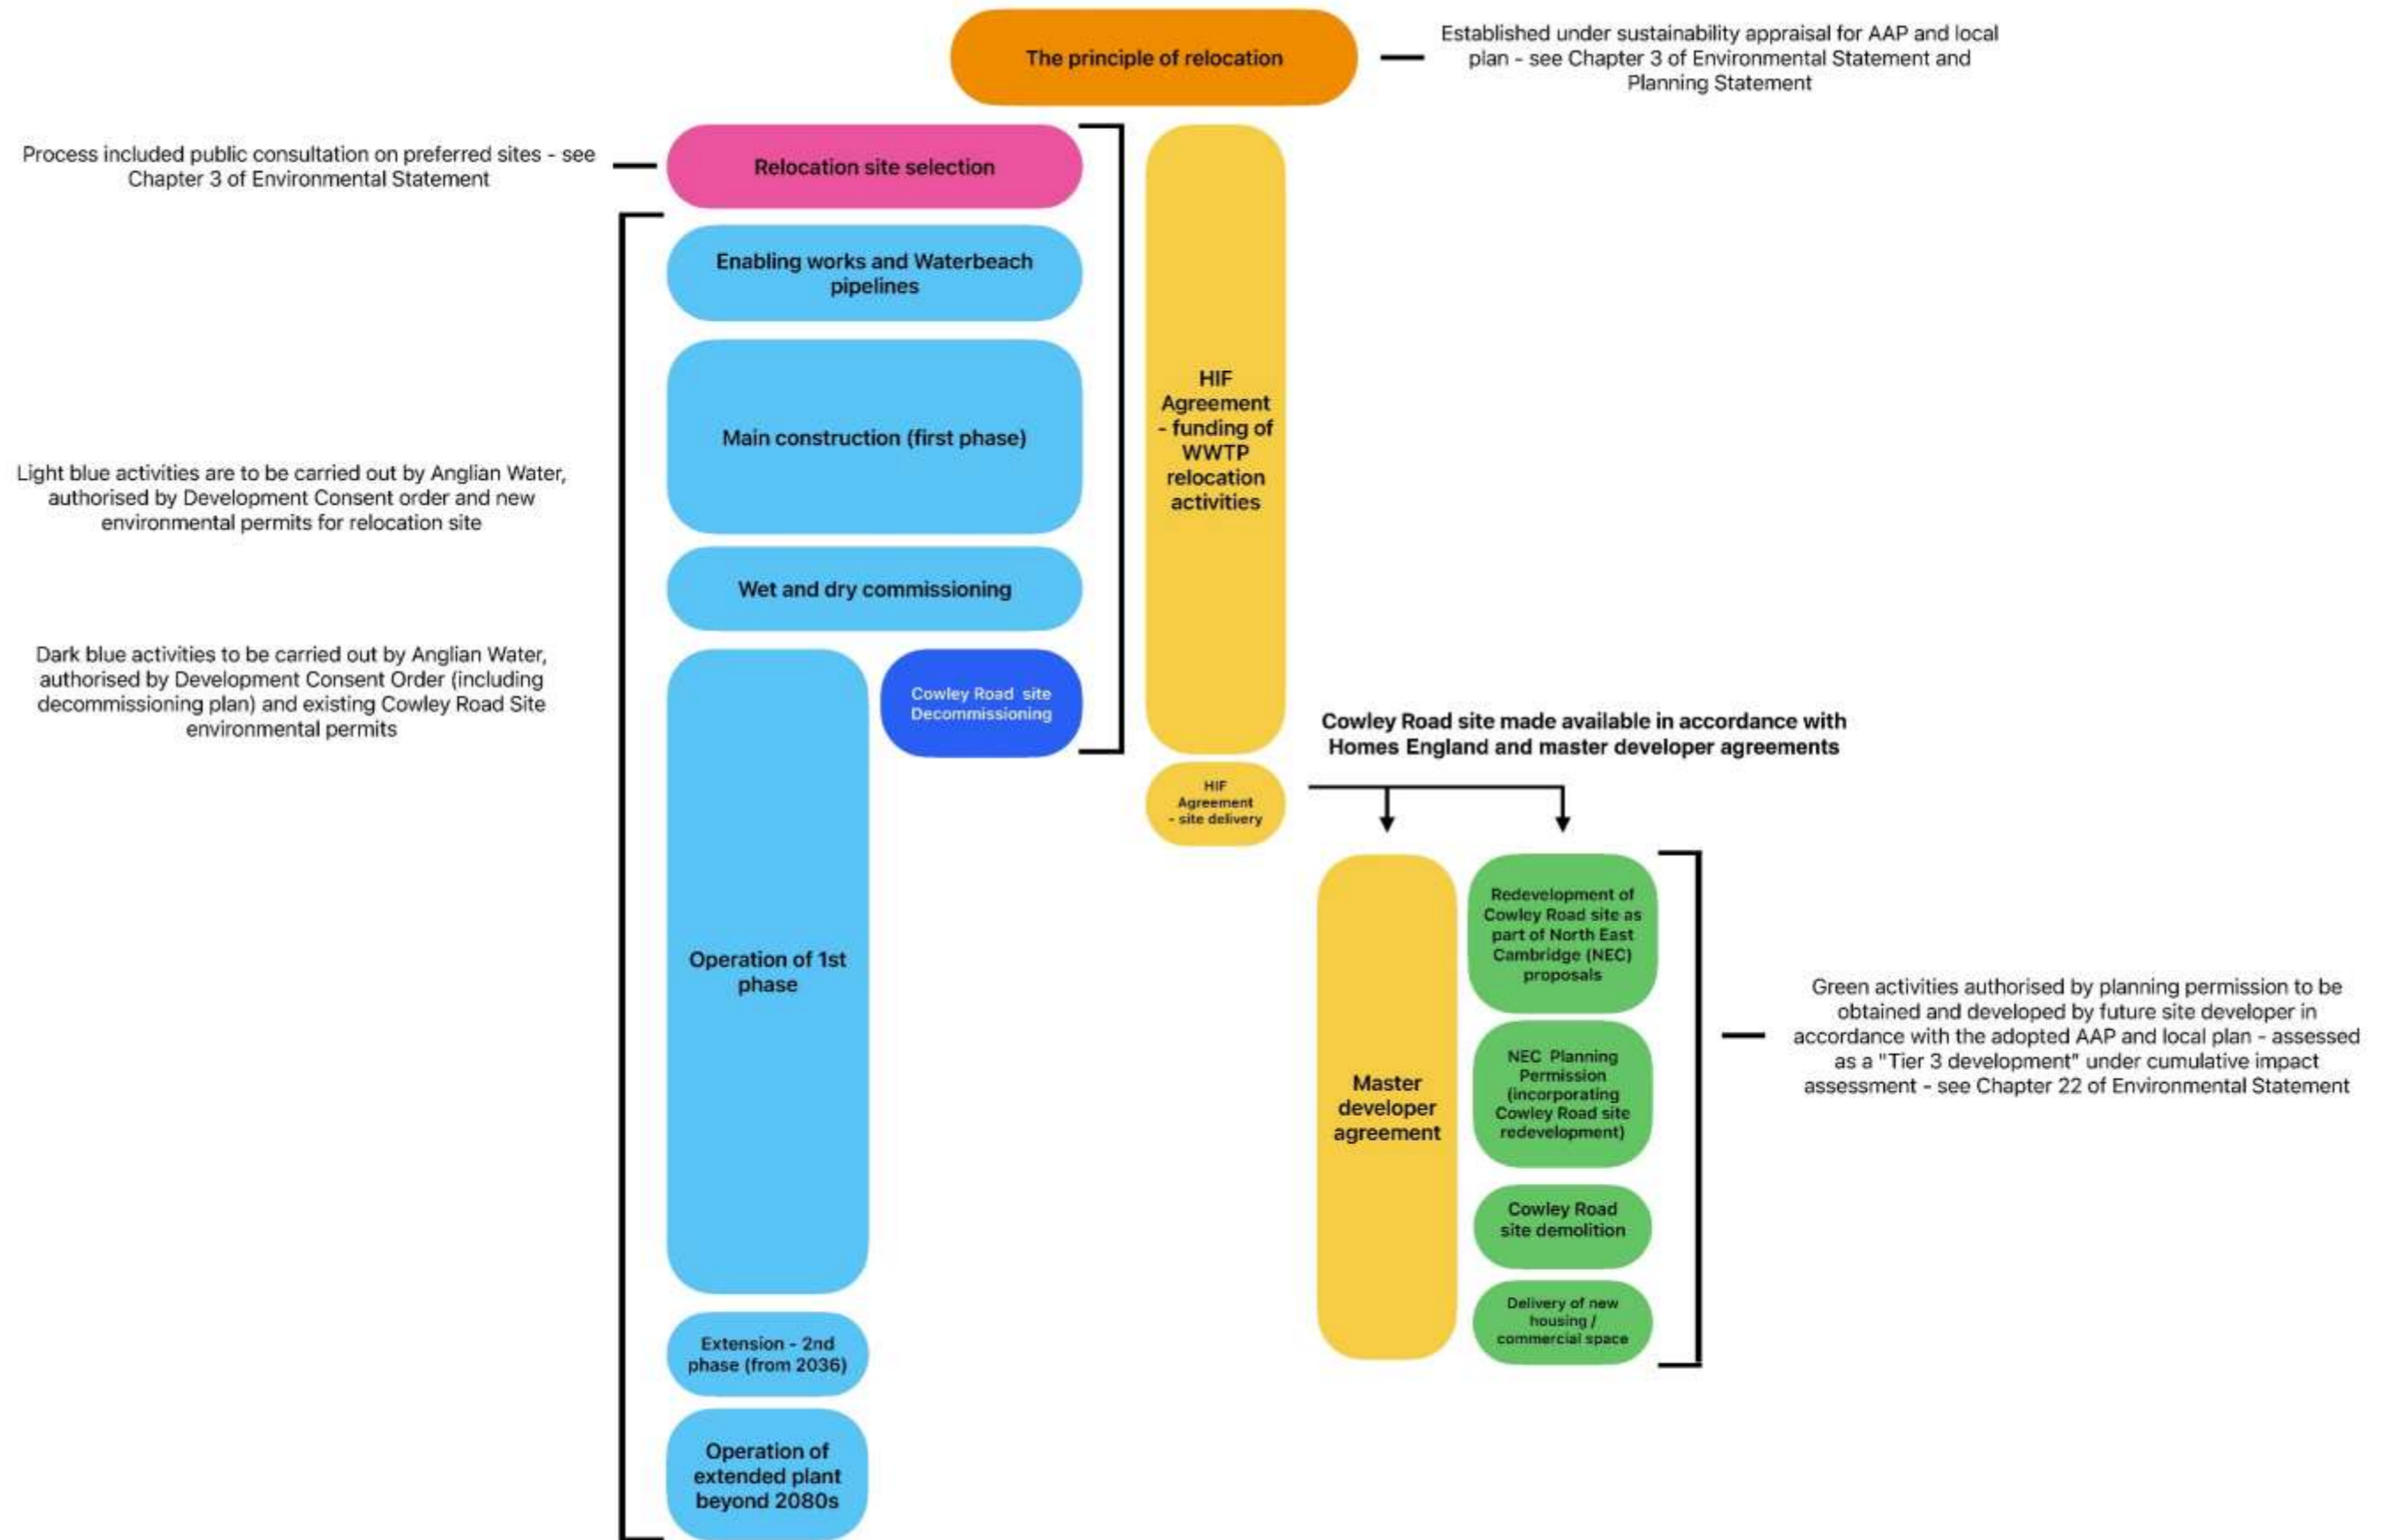 The principle of relocation
Established under sustainability appraisal for AAP and local
plan - see Chapter 3 of Environmental Statement and
Planning Statement
Process included public consultation on preferred sites - see
Chapter 3 of Environmental Statement
Relocation site selection
Enabling works and Waterbeach
pipelines
Main construction (first phase)
HIF
Agreement
- funding of
WWTP
relocation
activities
Light blue activities are to be carried out by Anglian Water,
authorised by Development Consent order and new
environmental permits for relocation site
Wet and dry commissioning
Dark blue activities to be carried out by Anglian Water,
authorised by Development Consent Order (including
decommissioning plan) and existing Cowley Road Site
environmental permits
Cowley Road site
Decommissioning
Cowley Road site made available in accordance with
Homes England and master developer agreements
HIF
Agreement
- site delivery
Operation of 1st
phase
Master
developer
agreement
Redevelopment of
Cowley Road site as
part of North East
Cambridge (NEC)
proposals
NEC Planning
Permission
(incorporating
Cowley Road site
redevelopment)
Cowley Road
site demolition
Delivery of new
housing /
commercial space
Green activities authorised by planning permission to be
obtained and developed by future site developer in
accordance with the adopted AAP and local plan - assessed
as a "Tier 3 development" under cumulative impact
assessment - see Chapter 22 of Environmental Statement
Extension - 2nd
phase (from 2036)
Operation of
extended plant
beyond 2080s